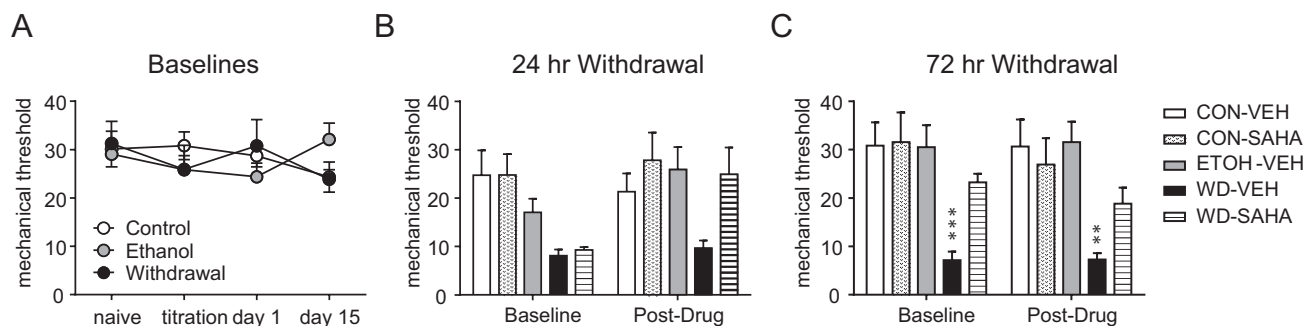 A
Baselines
mechanical threshold
40
30
20
10
0
Control
Ethanol
Withdrawal
naive
titration
day 1
day 15
B
24 hr Withdrawal
mechanical threshold
40
30
20
10
0
Baseline
Post-Drug
C
72 hr Withdrawal
mechanical threshold
40
30
20
10
0
***
**
Baseline
Post-Drug
CON-VEH
CON-SAHA
ETOH-VEH
WD-VEH
WD-SAHA